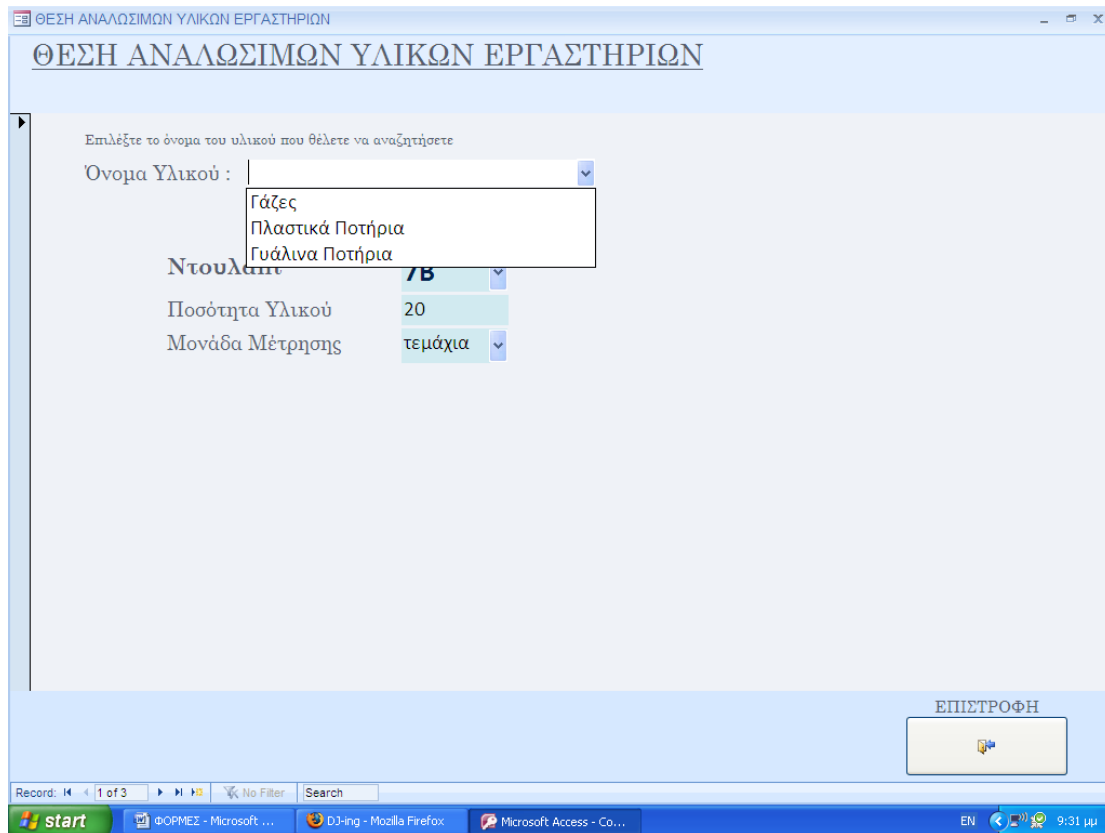 ΘΕΣΗ ΑΝΑΛΩΣΙΜΩΝ ΥΛΙΚΩΝ ΕΡΓΑΣΤΗΡΙΩΝ
ΘΕΣΗ ΑΝΑΛΩΣΙΜΩΝ ΥΛΙΚΩΝ ΕΡΓΑΣΤΗΡΙΩΝ
Επιλέξτε το όνομα του υλικού που θέλετε να αναζητήσετε
Όνομα Υλικού :
Γάζες
Πλαστικά Ποτήρια
Γυάλινα Ποτήρια
7B
Ποσότητα Υλικού 20
Μονάδα Μέτρησης τεμάχια
ΕΠΙΣΤΡΟΦΗ
Record: 1 of 3 No Filter Search
start ΦΟΡΜΕΣ - Microsoft ... DJ-ing - Mozilla Firefox Microsoft Access - Co... EN 9:31 μμ